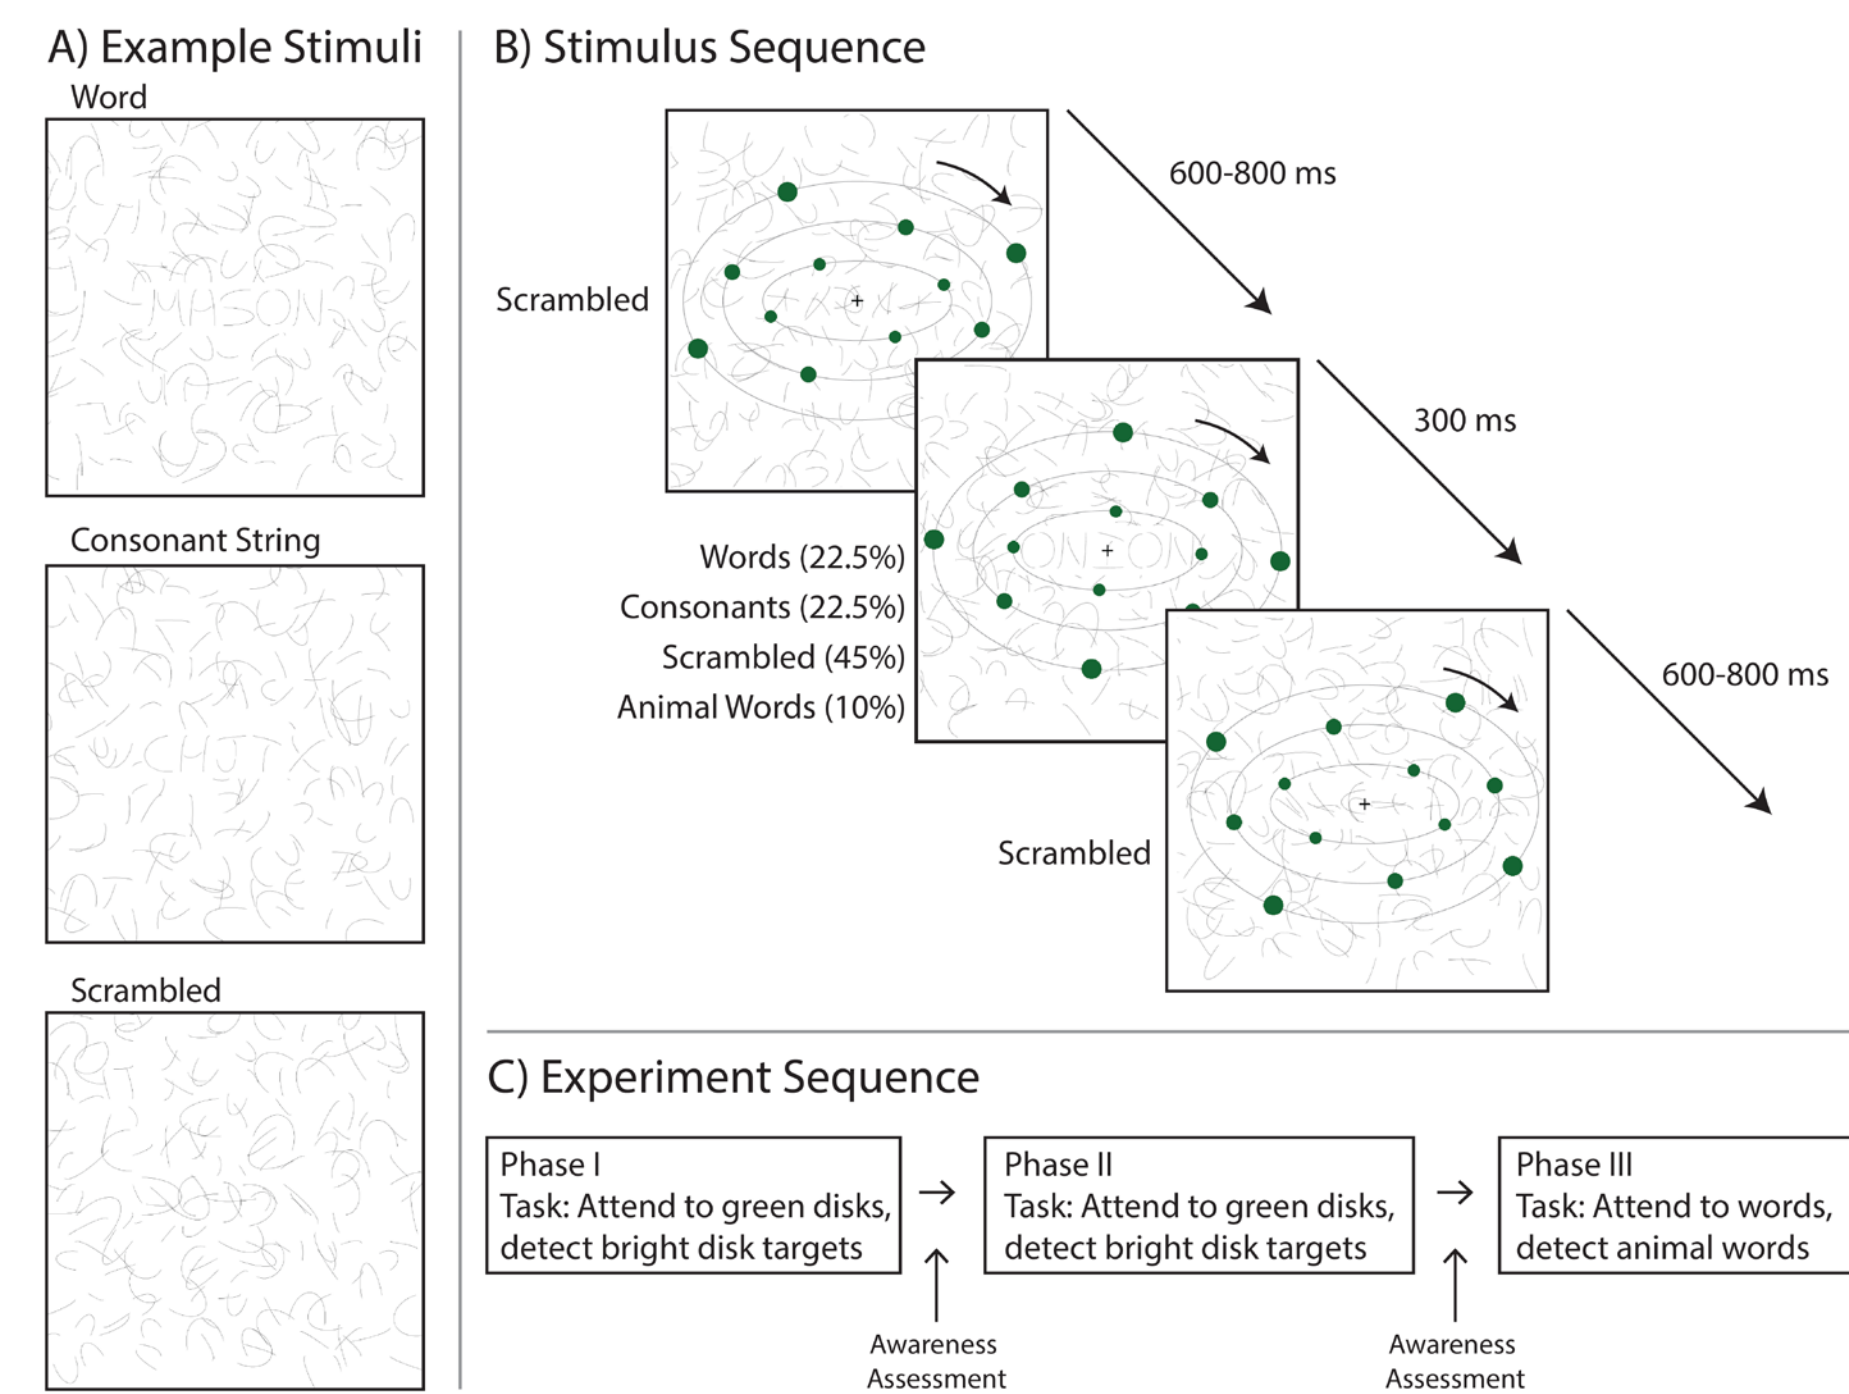 A) Example Stimuli
Word
MASON
Consonant String
CHJT
Scrambled
B) Stimulus Sequence
Scrambled
600-800 ms
300 ms
ONION
Words (22.5%)
Consonants (22.5%)
Scrambled (45%)
Animal Words (10%)
600-800 ms
Scrambled
C) Experiment Sequence
Phase I
Task: Attend to green disks,
detect bright disk targets
Phase II
Task: Attend to green disks,
detect bright disk targets
Phase III
Task: Attend to words,
detect animal words
Awareness
Assessment
Awareness
Assessment